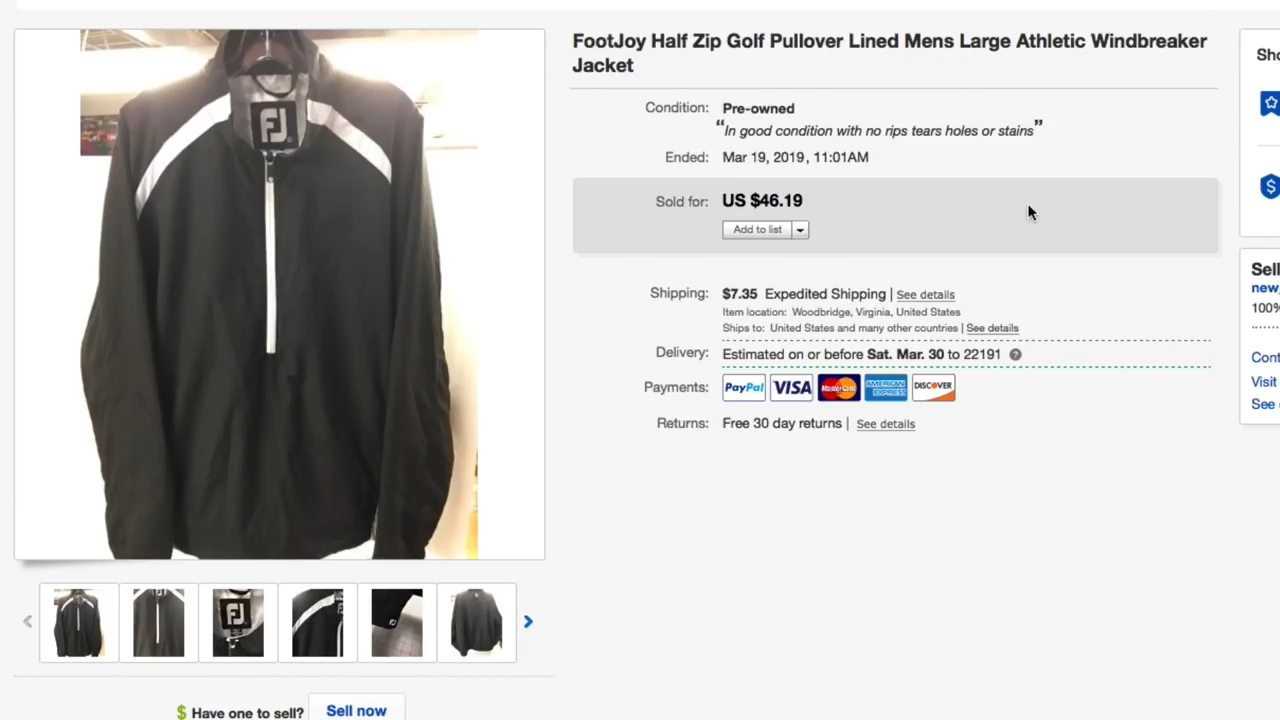 FootJoy Half Zip Golf Pullover Lined Mens Large Athletic Windbreaker
Jacket
Condition: Pre-owned
"In good condition with no rips tears holes or stains"
Ended: Mar 19, 2019, 11:01AM
Sold for: US $46.19
Add to list
Shipping: $7.35 Expedited Shipping | See details
Item location: Woodbridge, Virginia, United States
Ships to: United States and many other countries | See details
Delivery: Estimated on or before Sat. Mar. 30 to 22191 ?
Payments: PayPal VISA MasterCard AMERICAN EXPRESS DISCOVER
Returns: Free 30 day returns | See details
FJ
FJ
$ Have one to sell? Sell now
Sho
$
Sell
new
100%
Cont
Visit
See